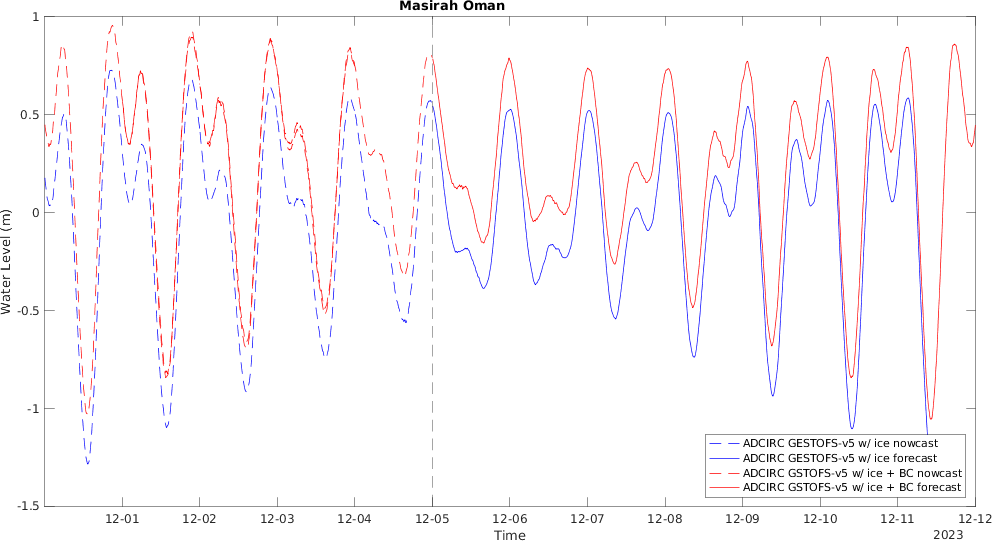 Masirah Oman
1
0.5
0
-0.5
-1
-1.5
Water Level (m)
12-01 12-02 12-03 12-04 12-05 12-06 12-07 12-08 12-09 12-10 12-11 12-12
Time
2023
ADCIRC GESTOFS-v5 w/ ice nowcast
ADCIRC GESTOFS-v5 w/ ice forecast
ADCIRC GSTOFS-v5 w/ ice + BC nowcast
ADCIRC GSTOFS-v5 w/ ice + BC forecast